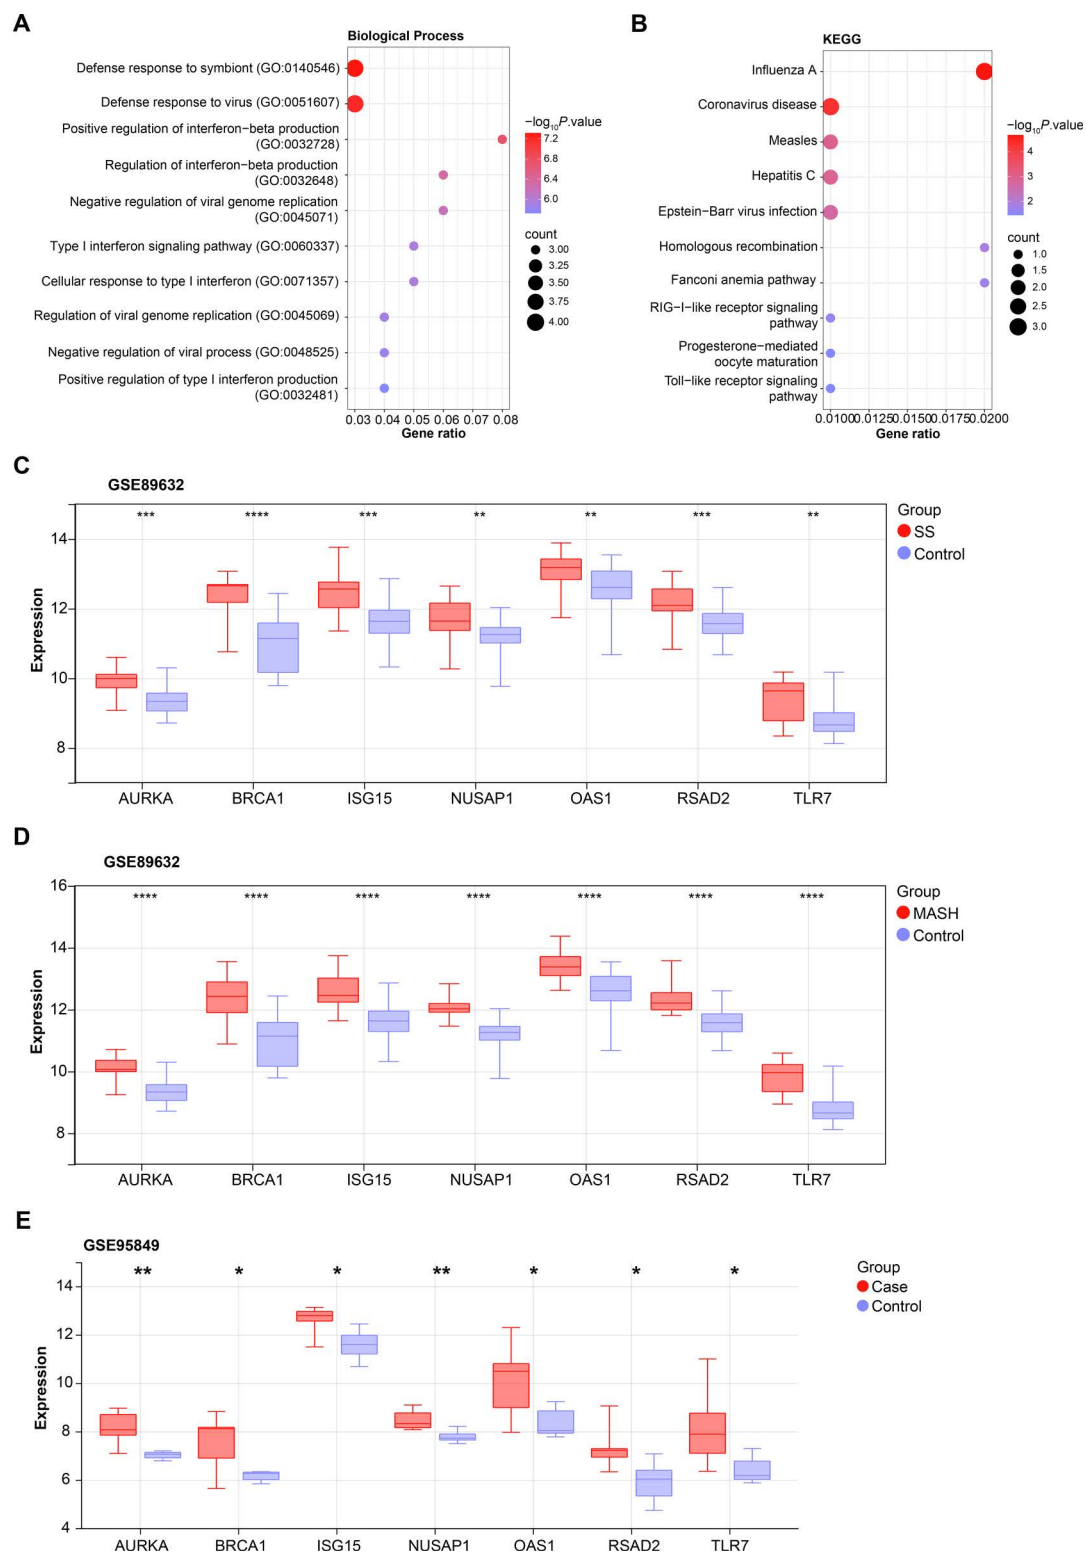 A
Biological Process
Defense response to symbiont (GO:0140546)
Defense response to virus (GO:0051607)
Positive regulation of interferon−beta production
(GO:0032728)
Regulation of interferon−beta production
(GO:0032648)
Negative regulation of viral genome replication
(GO:0045071)
Type I interferon signaling pathway (GO:0060337)
Cellular response to type I interferon (GO:0071357)
Regulation of viral genome replication (GO:0045069)
Negative regulation of viral process (GO:0048525)
Positive regulation of type I interferon production
(GO:0032481)
0.03 0.04 0.05 0.06 0.07 0.08
Gene ratio
−log10P.value
7.2
6.8
6.4
6.0
count
3.00
3.25
3.50
3.75
4.00
B
KEGG
Influenza A
Coronavirus disease
Measles
Hepatitis C
Epstein−Barr virus infection
Homologous recombination
Fanconi anemia pathway
RIG−I−like receptor signaling
pathway
Progesterone−mediated
oocyte maturation
Toll−like receptor signaling
pathway
0.0100 0.0125 0.0150 0.0175 0.0200
Gene ratio
−log10P.value
4
3
2
count
1.0
1.5
2.0
2.5
3.0
C
GSE89632
*** **** *** ** ** *** **
Group
SS
Control
Expression
14
12
10
8
AURKA BRCA1 ISG15 NUSAP1 OAS1 RSAD2 TLR7
D
GSE89632
**** **** **** **** **** **** ****
Group
MASH
Control
Expression
16
14
12
10
8
AURKA BRCA1 ISG15 NUSAP1 OAS1 RSAD2 TLR7
E
GSE95849
** * * ** * * *
Group
Case
Control
Expression
14
12
10
8
6
4
AURKA BRCA1 ISG15 NUSAP1 OAS1 RSAD2 TLR7